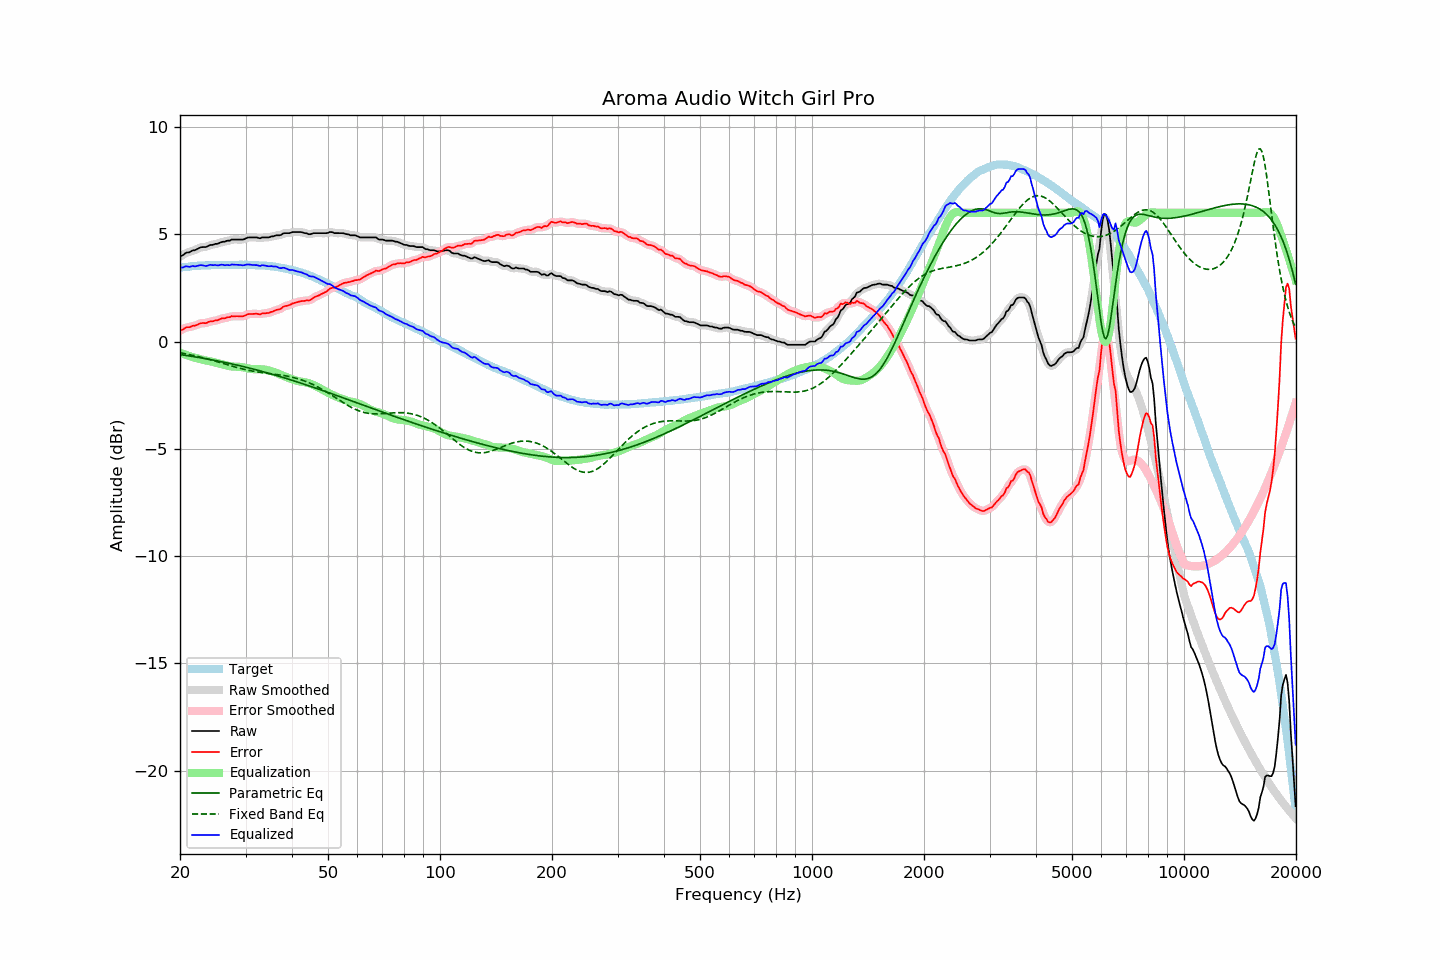 Aroma Audio Witch Girl Pro
10
5
0
−5
−10
−15
−20
Amplitude (dBr)
Target
Raw Smoothed
Error Smoothed
Raw
Error
Equalization
Parametric Eq
Fixed Band Eq
Equalized
20 50 100 200 500 1000 2000 5000 10000 20000
Frequency (Hz)